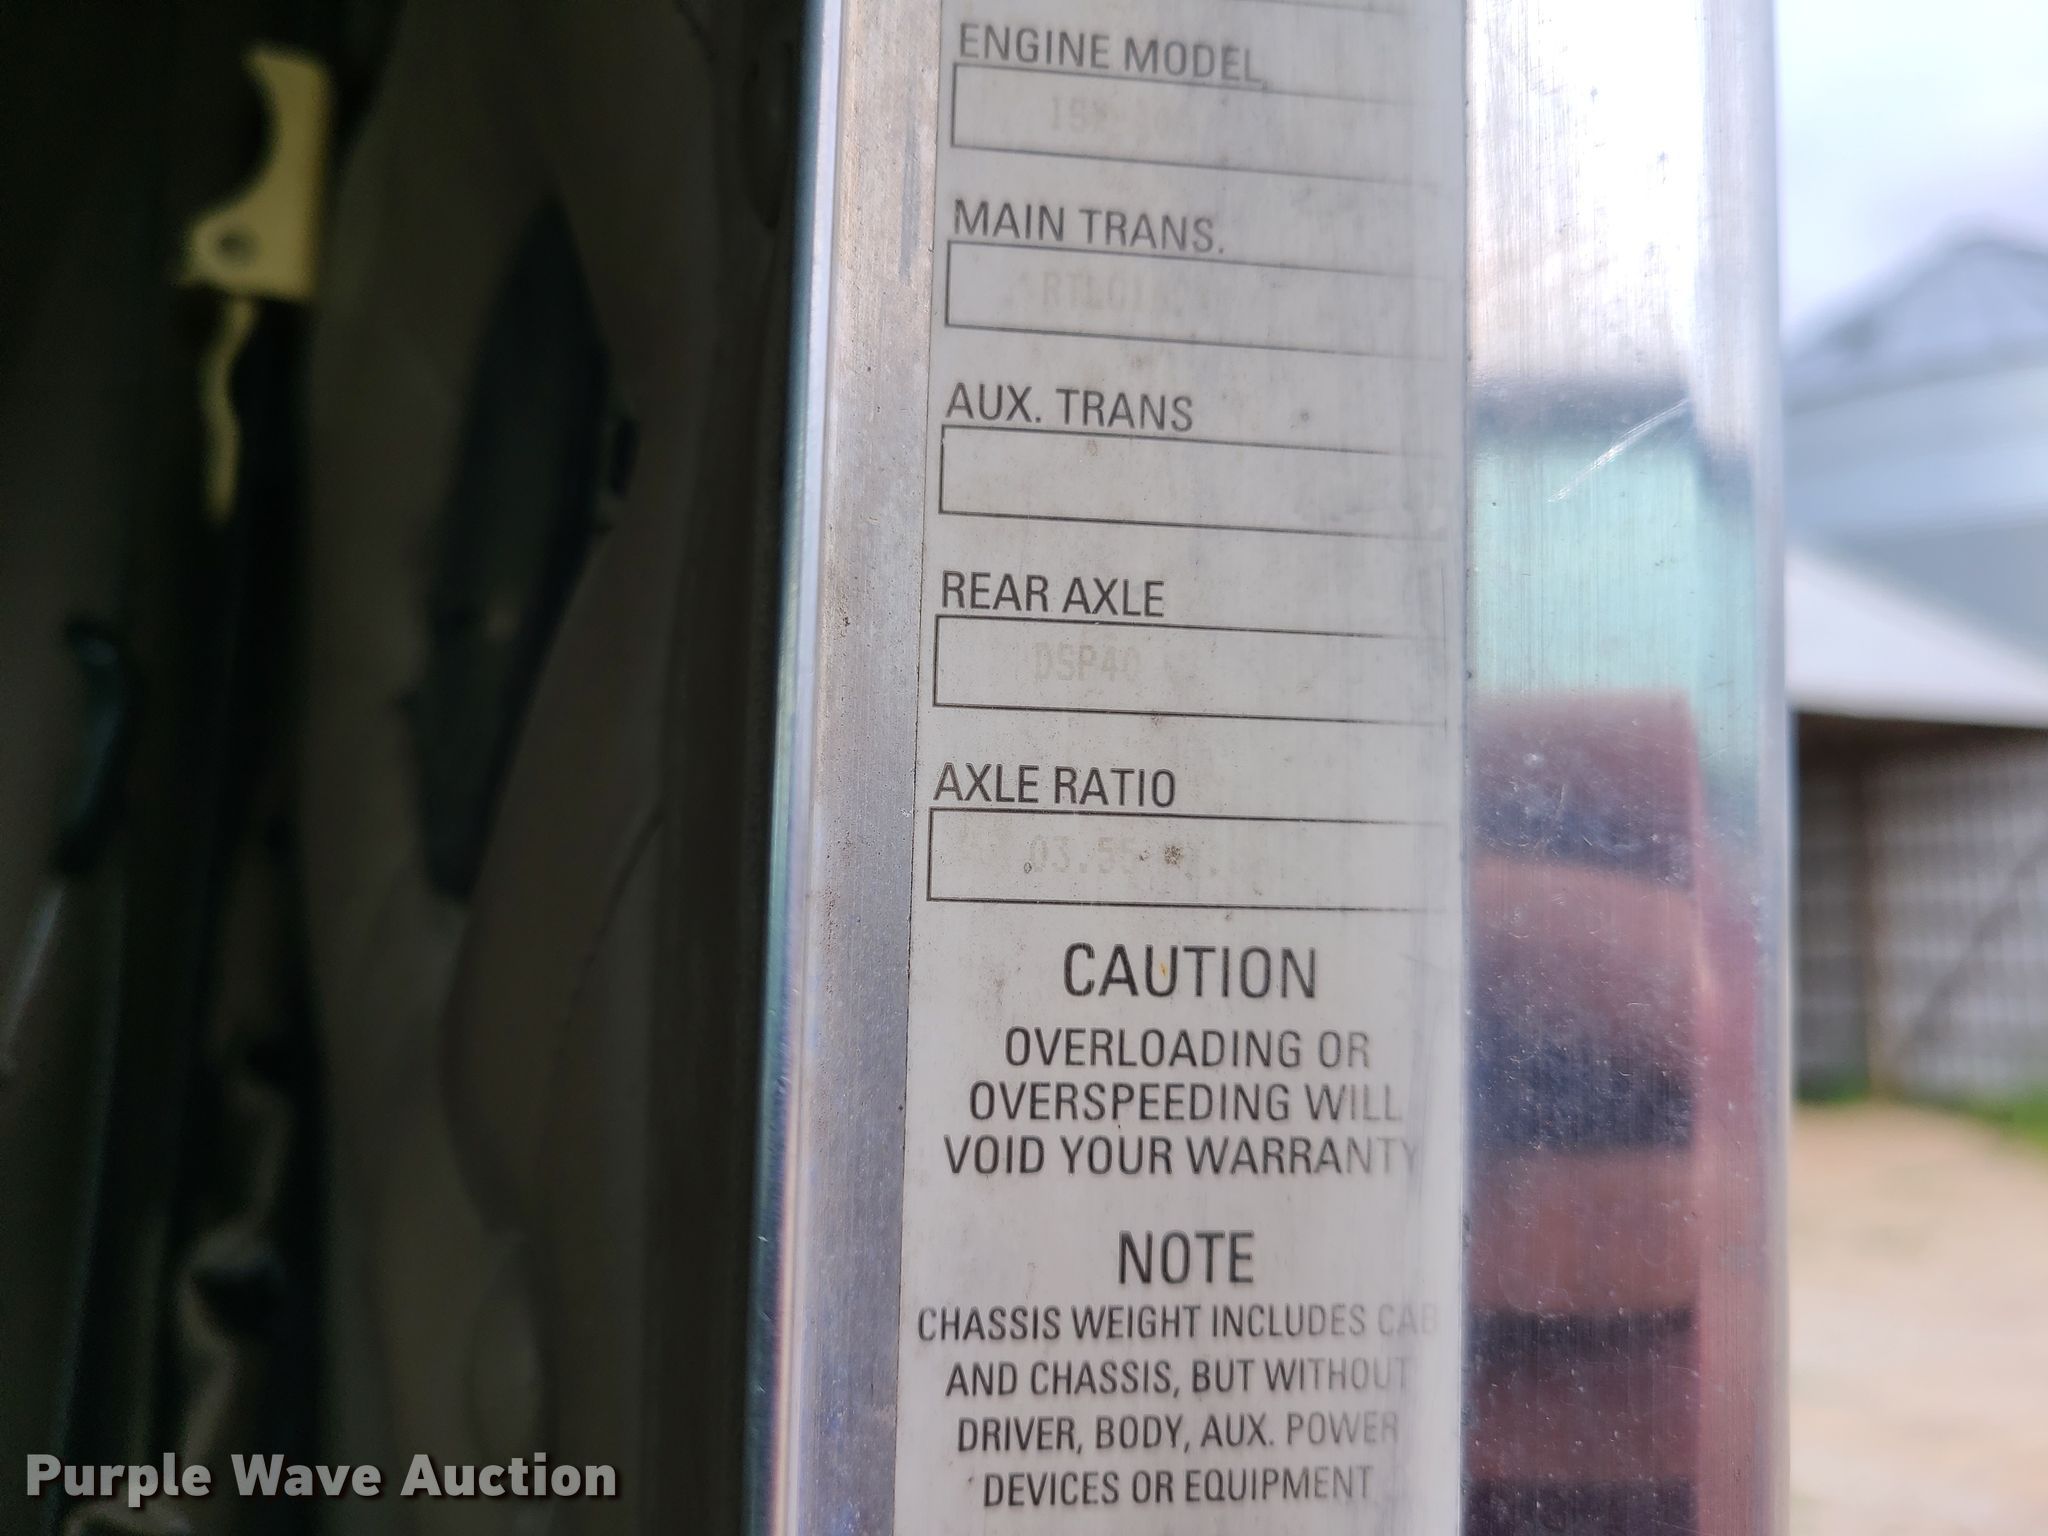 ENGINE MODEL
MAIN TRANS.
AUX. TRANS
REAR AXLE
DSP40
AXLE RATIO
CAUTION
OVERLOADING OR
OVERSPEEDING WILL
VOID YOUR WARRANTY
NOTE
CHASSIS WEIGHT INCLUDES CAB
AND CHASSIS, BUT WITHOUT
DRIVER, BODY, AUX. POWER
DEVICES OR EQUIPMENT
Purple Wave Auction